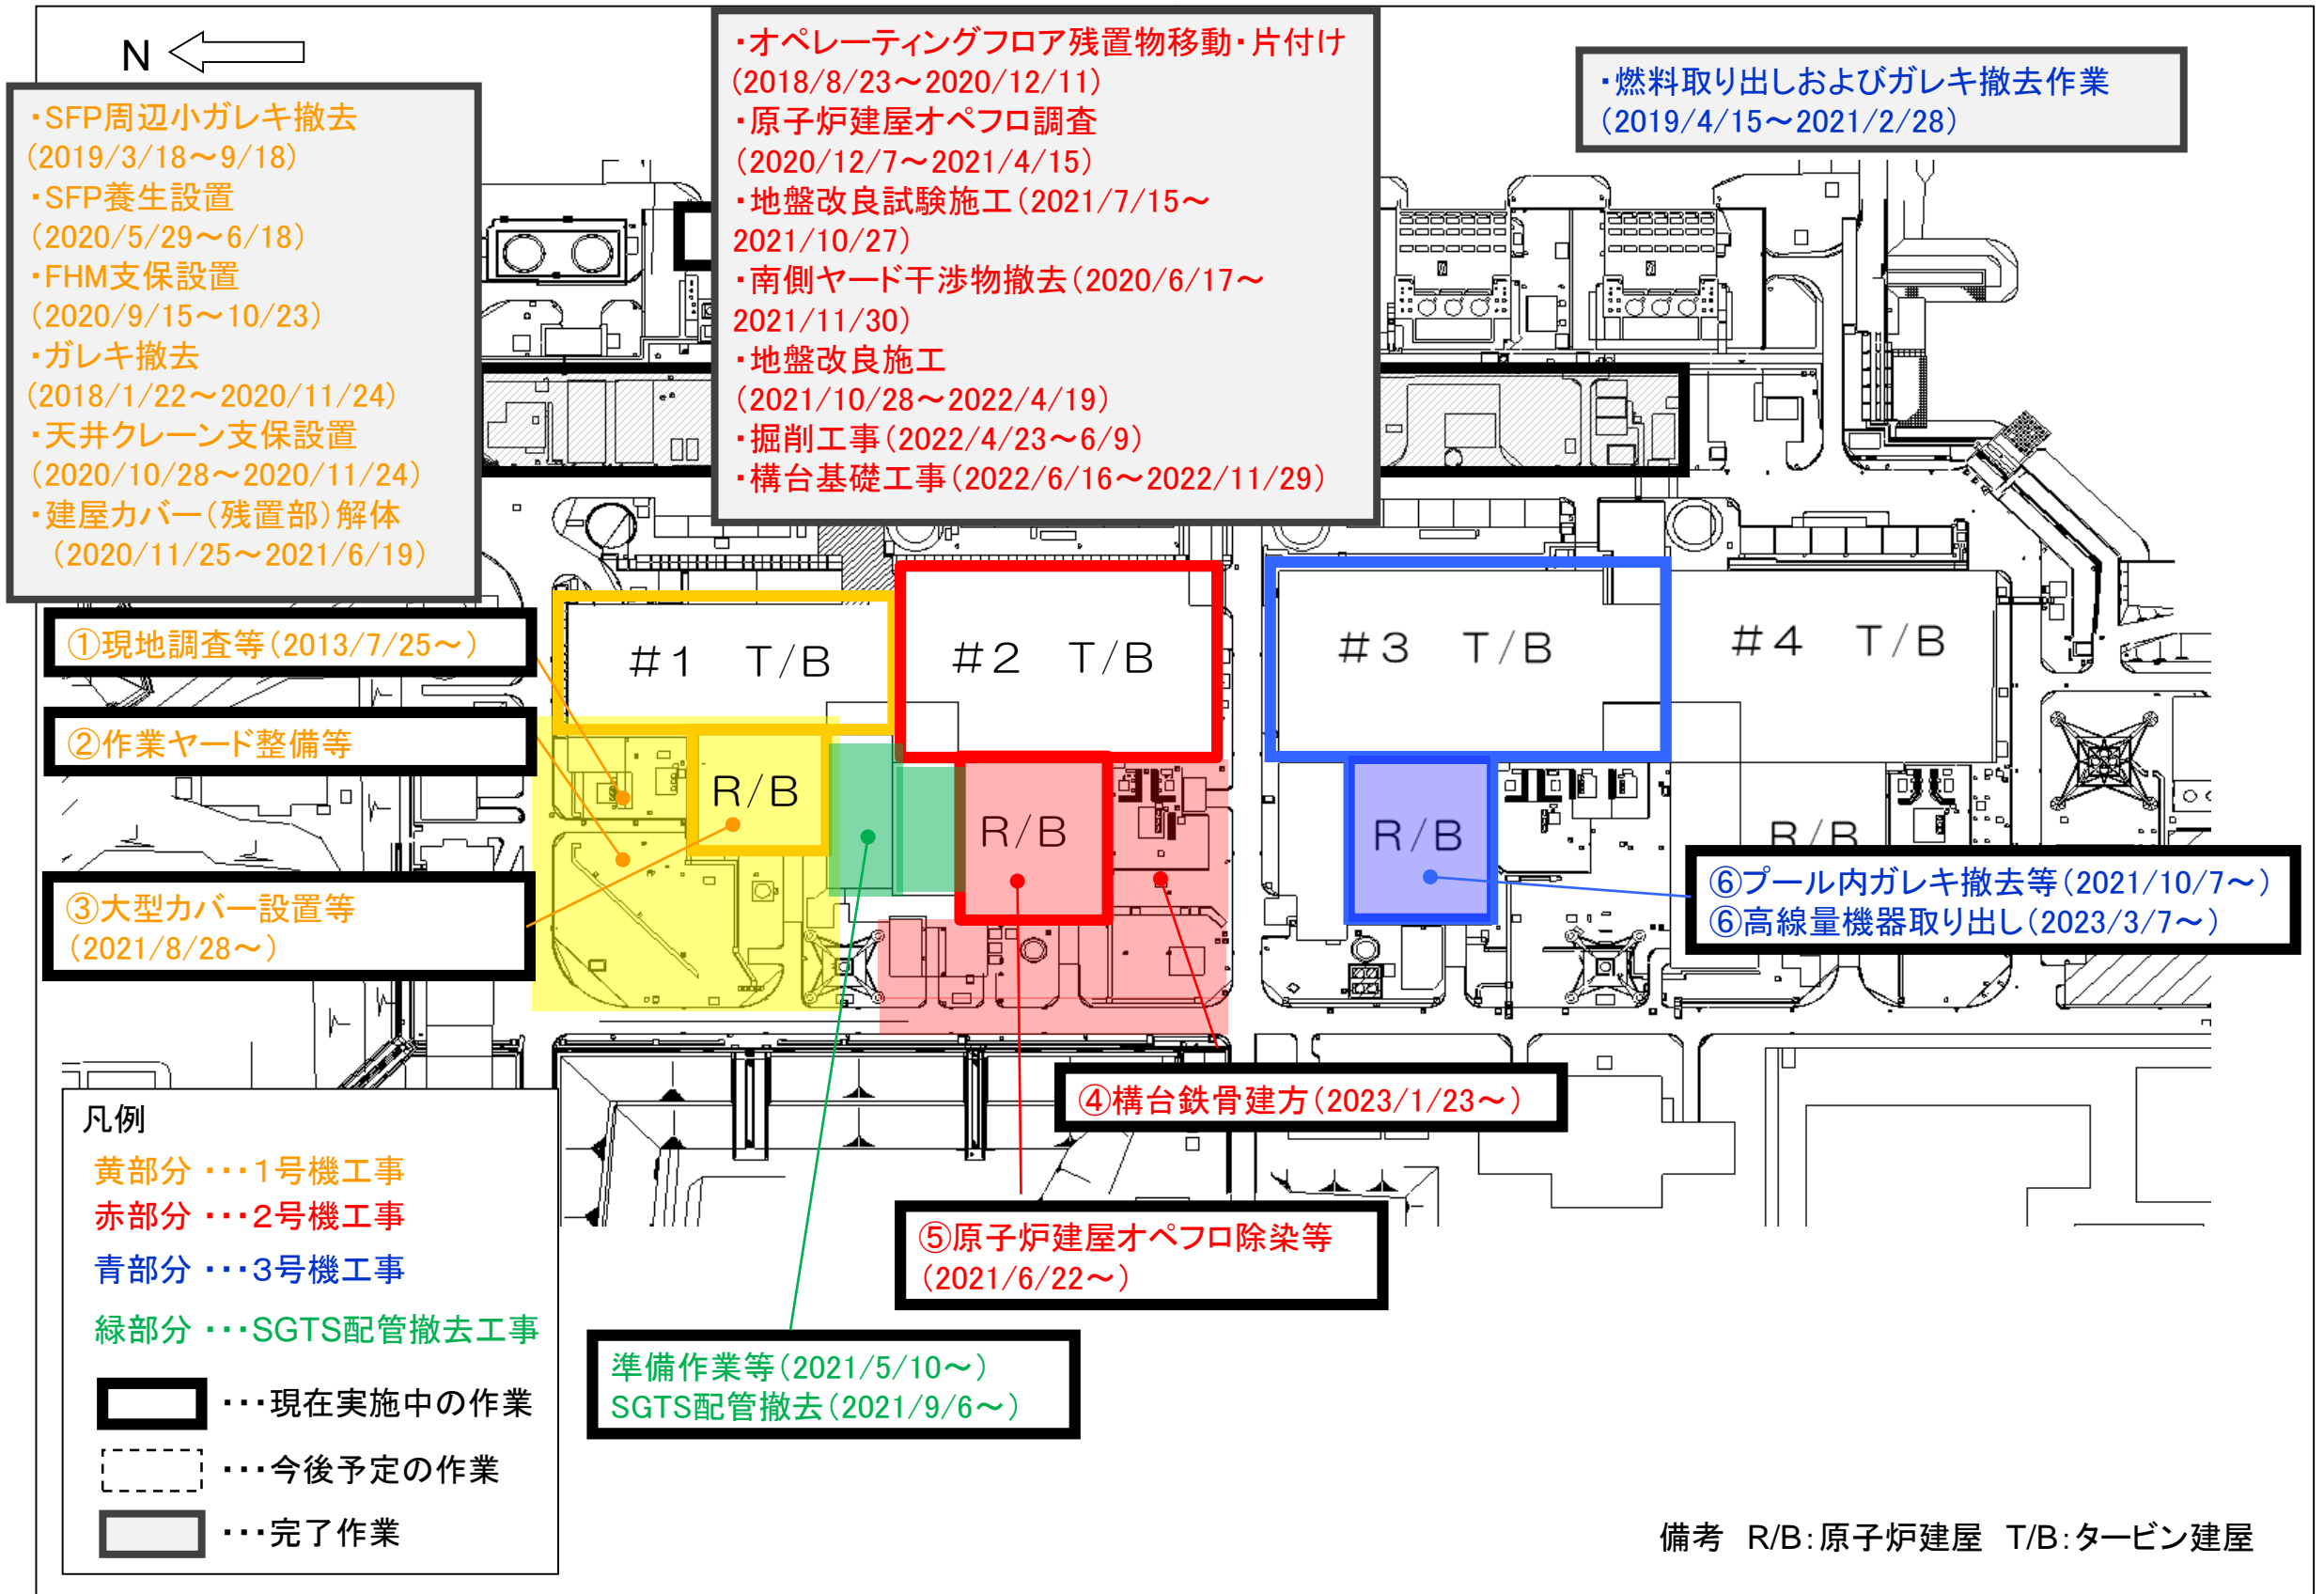 N
・SFP周辺小ガレキ撤去
(2019/3/18～9/18)
・SFP養生設置
(2020/5/29～6/18)
・FHM支保設置
(2020/9/15～10/23)
・ガレキ撤去
(2018/1/22～2020/11/24)
・天井クレーン支保設置
(2020/10/28～2020/11/24)
・建屋カバー(残置部)解体
(2020/11/25～2021/6/19)
・オペレーティングフロア残置物移動・片付け
(2018/8/23～2020/12/11)
・原子炉建屋オペフロ調査
(2020/12/7～2021/4/15)
・地盤改良試験施工(2021/7/15～
2021/10/27)
・南側ヤード干渉物撤去(2020/6/17～
2021/11/30)
・地盤改良施工
(2021/10/28～2022/4/19)
・掘削工事(2022/4/23～6/9)
・構台基礎工事(2022/6/16～2022/11/29)
・燃料取り出しおよびガレキ撤去作業
(2019/4/15～2021/2/28)
①現地調査等(2013/7/25～)
②作業ヤード整備等
③大型カバー設置等
(2021/8/28～)
#1 T/B
#2 T/B
#3 T/B
#4 T/B
R/B
R/B
R/B
R/B
⑥プール内ガレキ撤去等(2021/10/7～)
⑥高線量機器取り出し(2023/3/7～)
④構台鉄骨建方(2023/1/23～)
⑤原子炉建屋オペフロ除染等
(2021/6/22～)
準備作業等(2021/5/10～)
SGTS配管撤去(2021/9/6～)
凡例
黄部分 ・・・1号機工事
赤部分 ・・・2号機工事
青部分 ・・・3号機工事
緑部分 ・・・SGTS配管撤去工事
・・・現在実施中の作業
・・・今後予定の作業
・・・完了作業
備考 R/B:原子炉建屋 T/B:タービン建屋